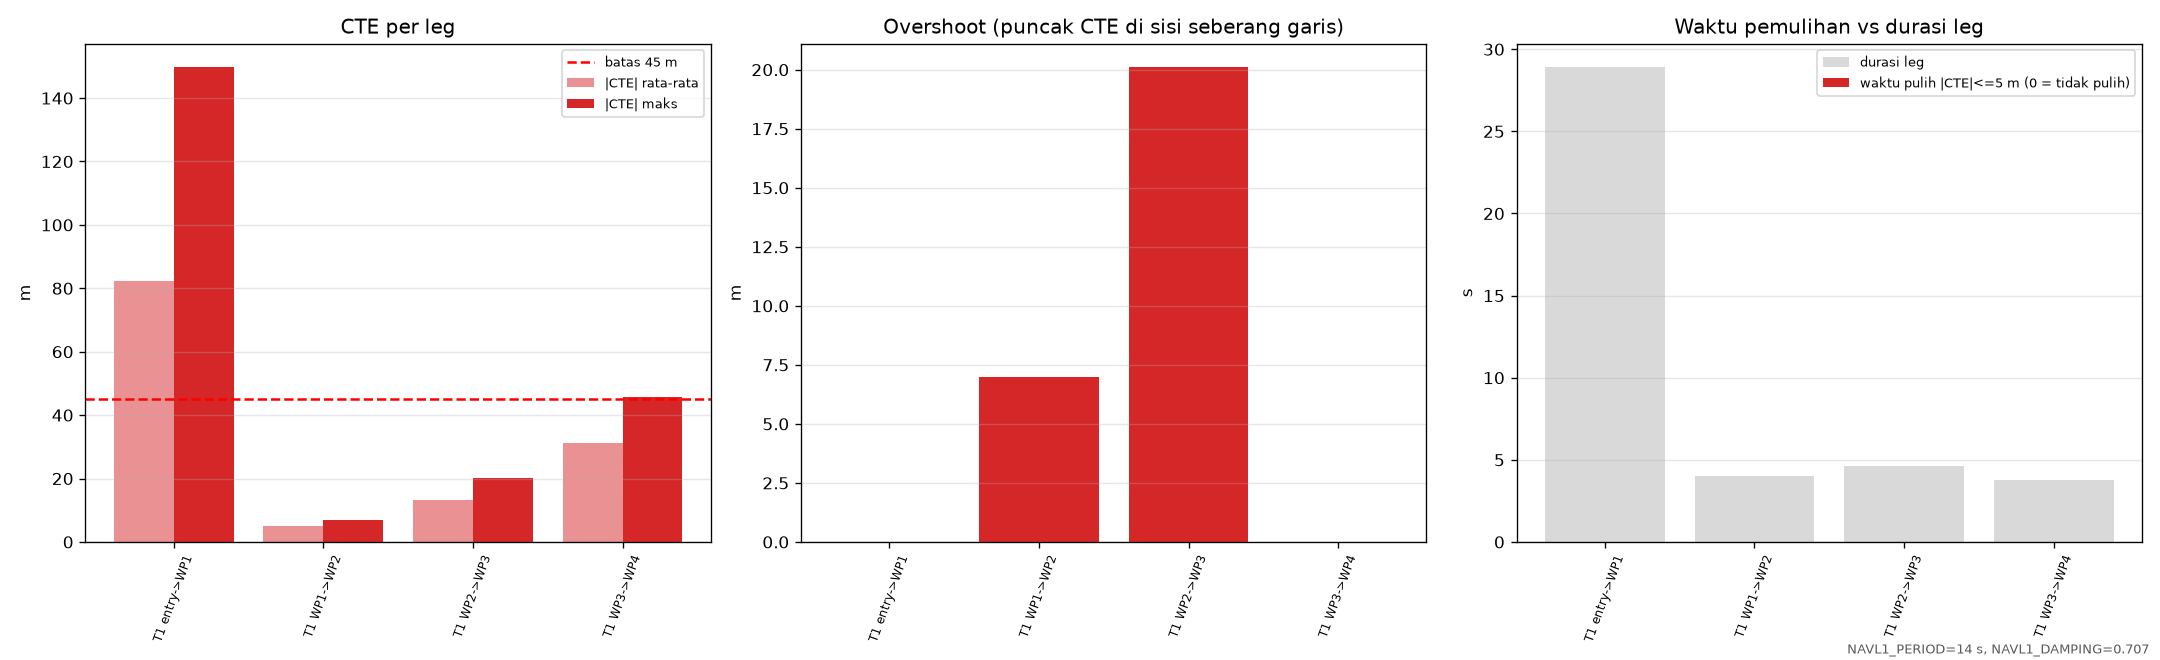 CTE per leg
m
140
120
100
80
60
40
20
0
batas 45 m
|CTE| rata-rata
|CTE| maks
T1 entry->WP1
T1 WP1->WP2
T1 WP2->WP3
T1 WP3->WP4
Overshoot (puncak CTE di sisi seberang garis)
m
20.0
17.5
15.0
12.5
10.0
7.5
5.0
2.5
0.0
T1 entry->WP1
T1 WP1->WP2
T1 WP2->WP3
T1 WP3->WP4
Waktu pemulihan vs durasi leg
s
30
25
20
15
10
5
0
durasi leg
waktu pulih |CTE|<=5 m (0 = tidak pulih)
T1 entry->WP1
T1 WP1->WP2
T1 WP2->WP3
T1 WP3->WP4
NAVL1_PERIOD=14 s, NAVL1_DAMPING=0.707